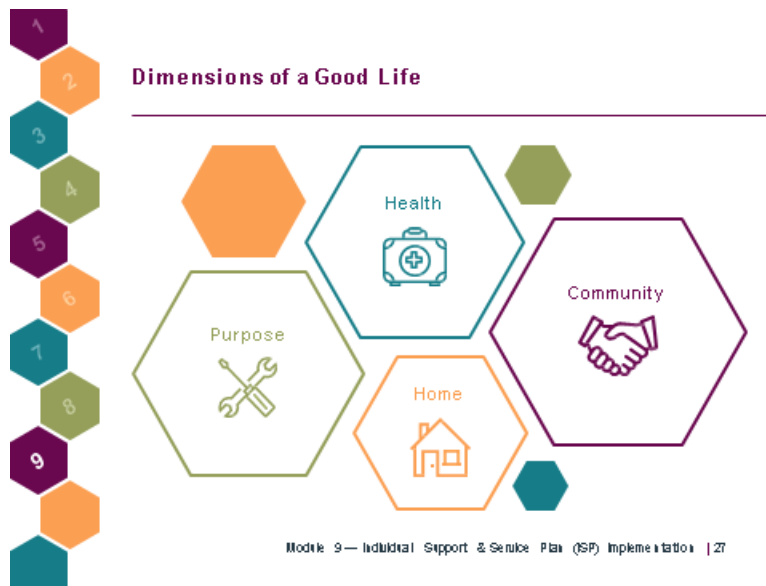 1
2
3
4
5
6
7
8
9
Dimensions of a Good Life
Health
Community
Purpose
Home
Module 9 — Individual Support & Service Plan (ISP) Implementation | 27